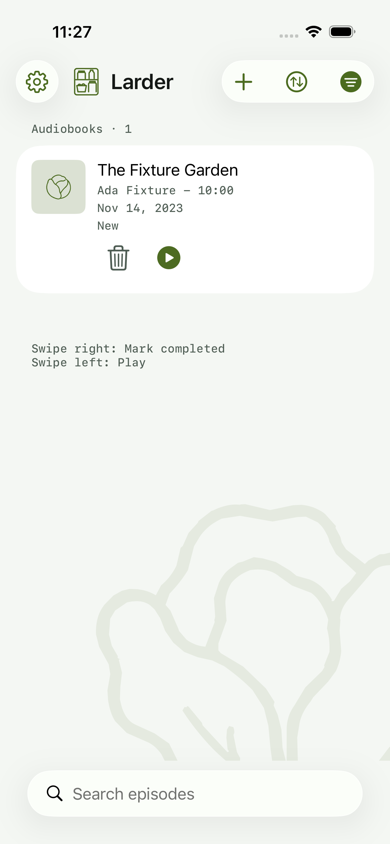 11:27
Larder
Audiobooks · 1
The Fixture Garden
Ada Fixture – 10:00
Nov 14, 2023
New
Swipe right: Mark completed
Swipe left: Play
Search episodes